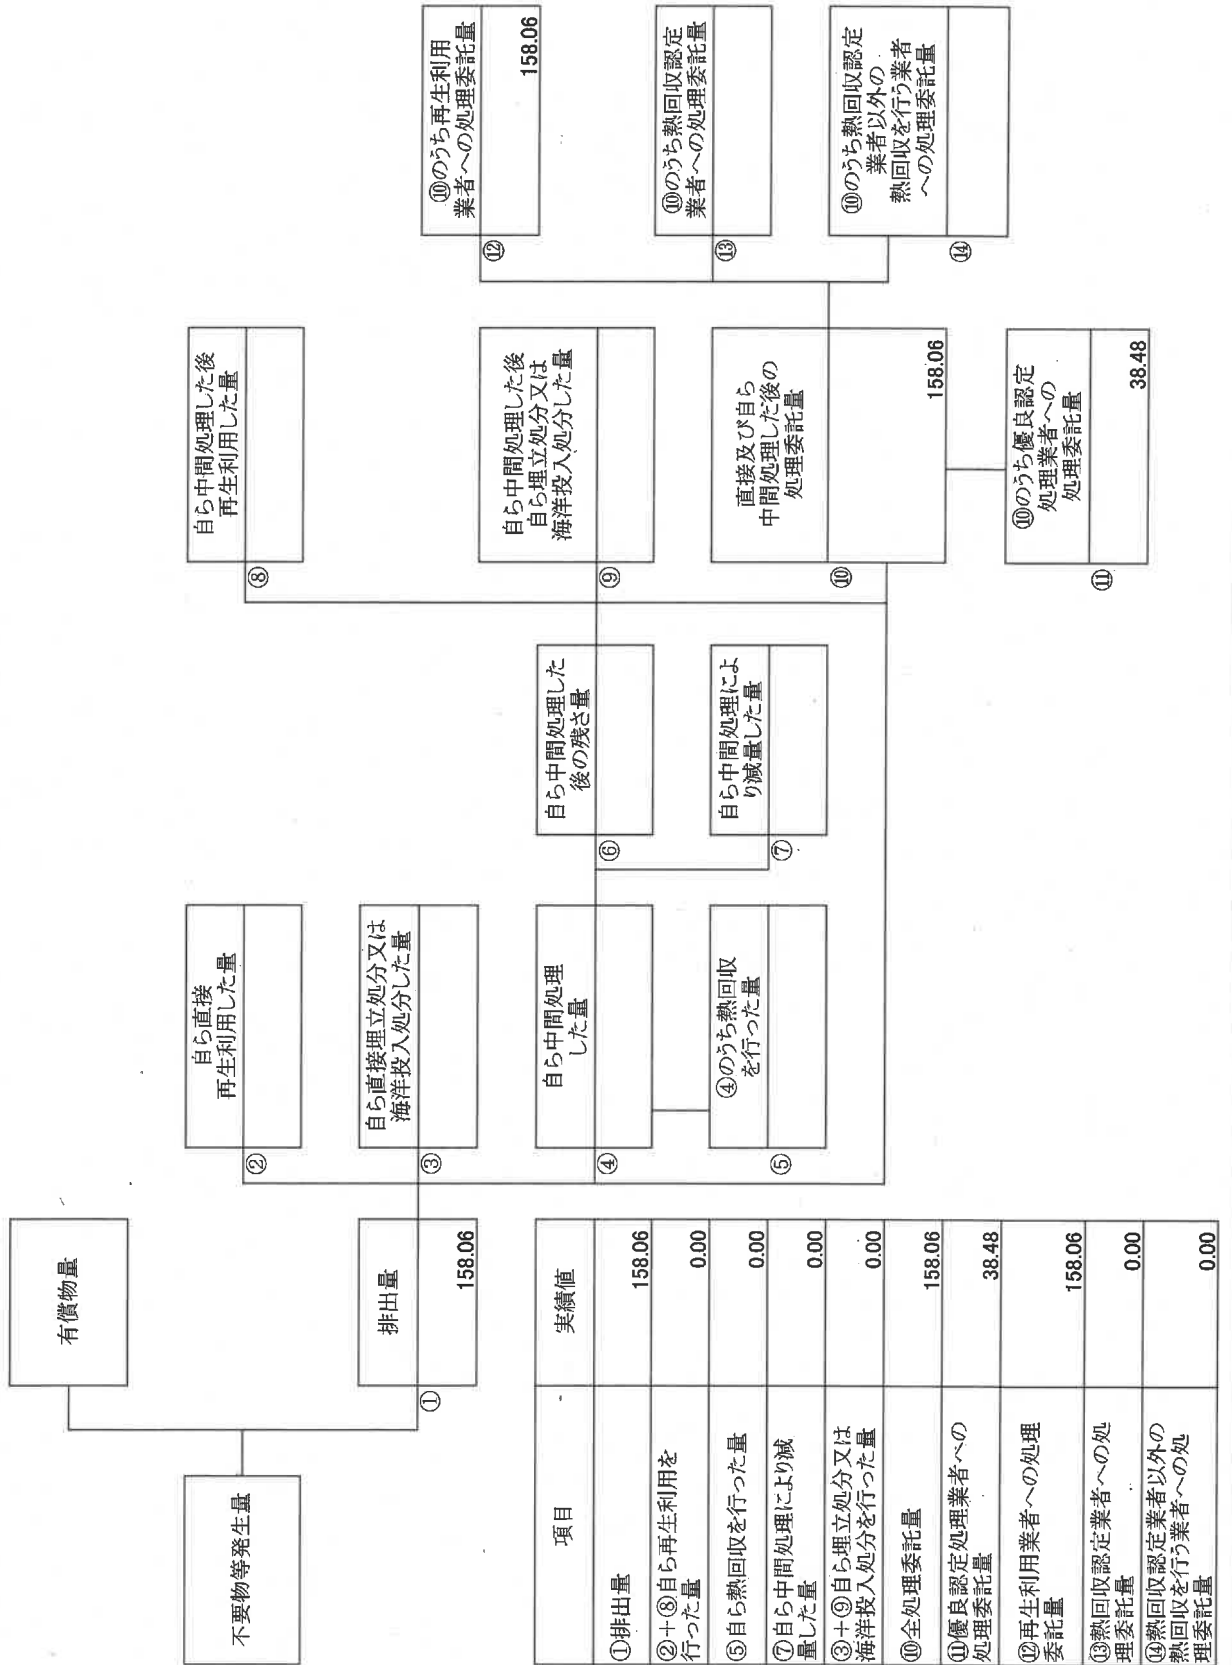 不要物等発生量
有償物量
①
排出量
158.06
②
自ら直接
再生利用した量
③
自ら直接埋立処分又は
海洋投入処分した量
④
自ら中間処理
した量
⑤
④のうち熱回収
を行った量
⑥
自ら中間処理した
後の残さ量
⑦
自ら中間処理によ
り減量した量
⑧
自ら中間処理した後
再生利用した量
⑨
自ら中間処理した後
自ら埋立処分又は
海洋投入処分した量
⑩
直接及び自ら
中間処理した後の
処理委託量
158.06
⑪
⑩のうち優良認定
処理業者への
処理委託量
38.48
⑫
⑩のうち再生利用
業者への処理委託量
158.06
⑬
⑩のうち熱回収認定
業者への処理委託量
⑭
⑩のうち熱回収認定
業者以外の
熱回収を行う業者
への処理委託量
項目 実績値
①排出量 158.06
②＋⑧自ら再生利用を
行った量 0.00
⑤自ら熱回収を行った量 0.00
⑦自ら中間処理により減
量した量 0.00
③＋⑨自ら埋立処分又は
海洋投入処分を行った量 0.00
⑩全処理委託量 158.06
⑪優良認定処理業者への
処理委託量 38.48
⑫再生利用業者への処理
委託量 158.06
⑬熱回収認定業者への処
理委託量 0.00
⑭熱回収認定業者以外の
熱回収を行う業者への処
理委託量 0.00